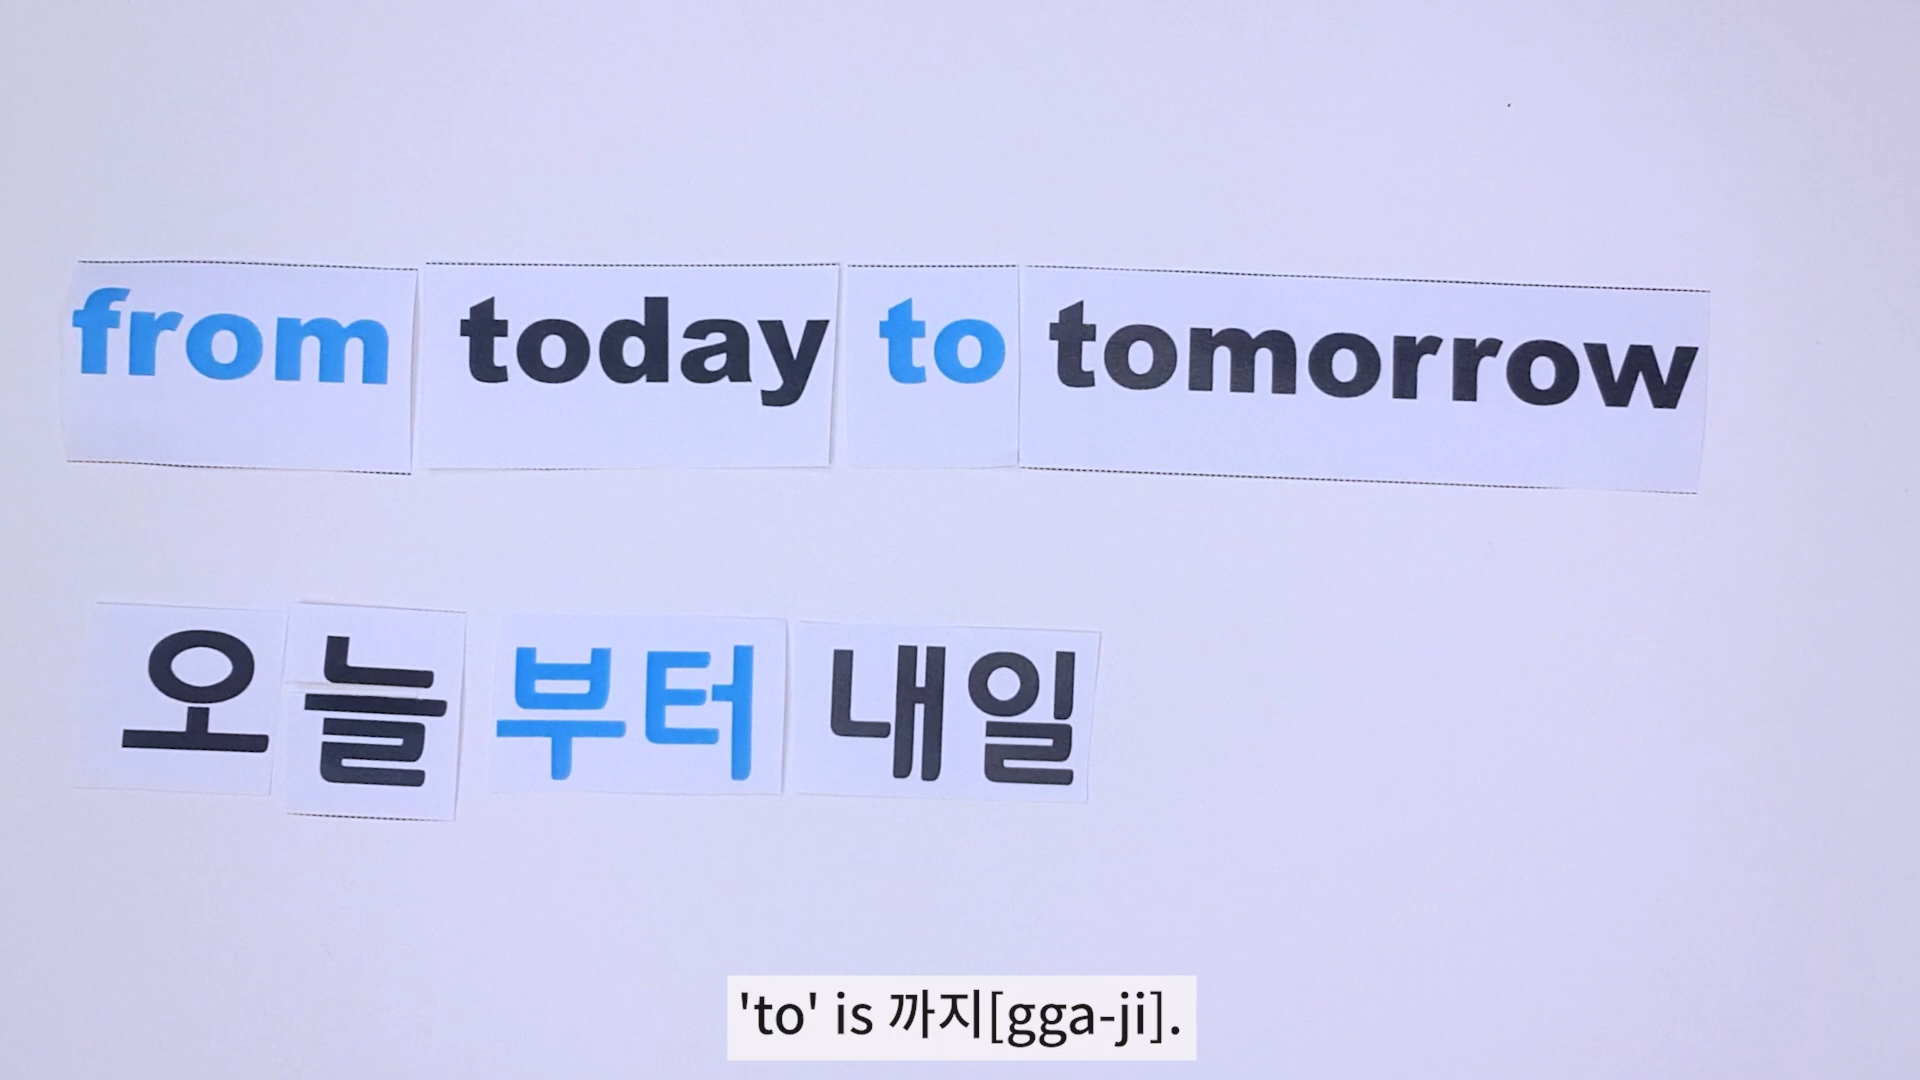 from today to tomorrow
오늘 부터 내일
'to' is 까지[gga-ji].